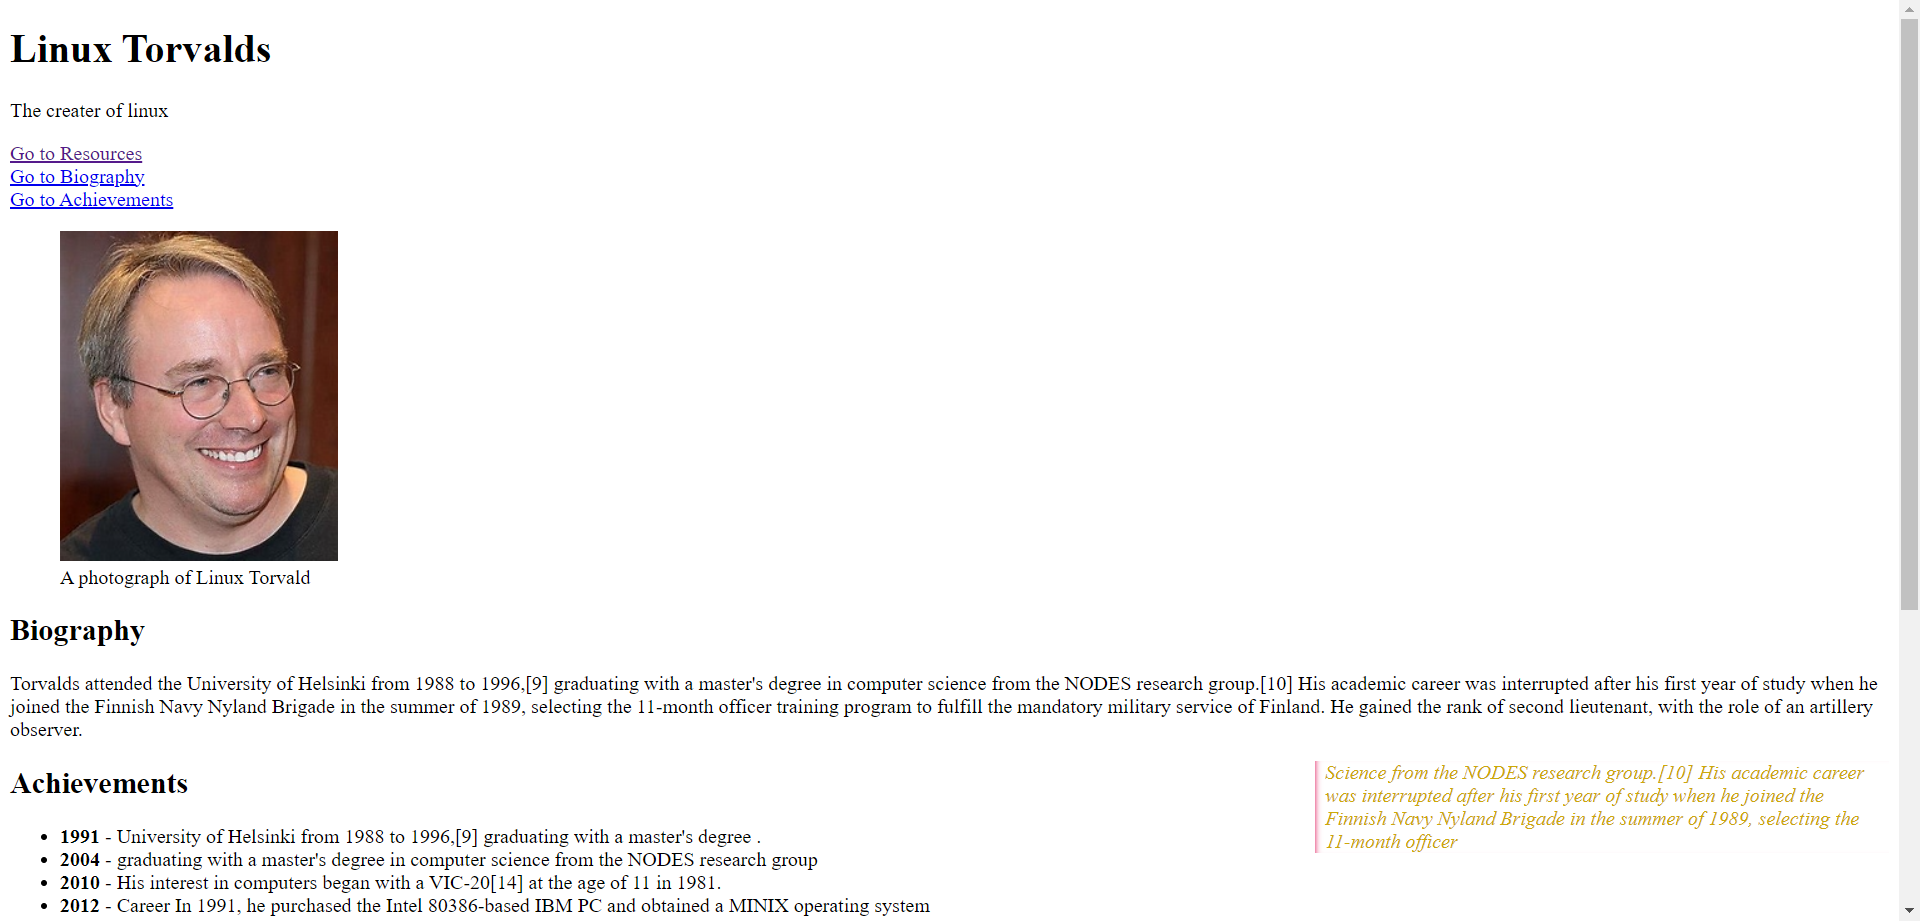 Linux Torvalds
The creater of linux
Go to Resources
Go to Biography
Go to Achievements
A photograph of Linux Torvald
Biography
Torvalds attended the University of Helsinki from 1988 to 1996,[9] graduating with a master's degree in computer science from the NODES research group.[10] His academic career was interrupted after his first year of study when he
joined the Finnish Navy Nyland Brigade in the summer of 1989, selecting the 11-month officer training program to fulfill the mandatory military service of Finland. He gained the rank of second lieutenant, with the role of an artillery
observer.
Science from the NODES research group.[10] His academic career
was interrupted after his first year of study when he joined the
Finnish Navy Nyland Brigade in the summer of 1989, selecting the
11-month officer
Achievements
• 1991 - University of Helsinki from 1988 to 1996,[9] graduating with a master's degree .
• 2004 - graduating with a master's degree in computer science from the NODES research group
• 2010 - His interest in computers began with a VIC-20[14] at the age of 11 in 1981.
• 2012 - Career In 1991, he purchased the Intel 80386-based IBM PC and obtained a MINIX operating system